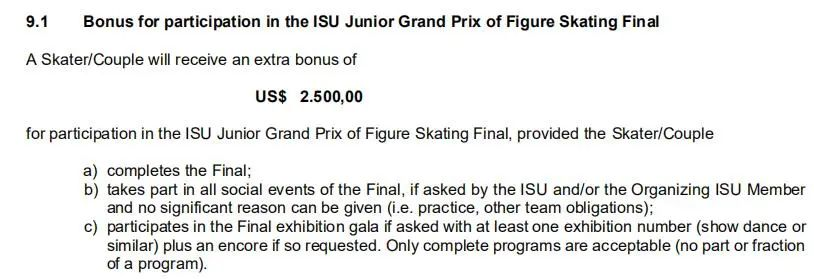 9.1 Bonus for participation in the ISU Junior Grand Prix of Figure Skating Final
A Skater/Couple will receive an extra bonus of
US$ 2.500,00
for participation in the ISU Junior Grand Prix of Figure Skating Final, provided the Skater/Couple
a) completes the Final;
b) takes part in all social events of the Final, if asked by the ISU and/or the Organizing ISU Member
and no significant reason can be given (i.e. practice, other team obligations);
c) participates in the Final exhibition gala if asked with at least one exhibition number (show dance or
similar) plus an encore if so requested. Only complete programs are acceptable (no part or fraction
of a program).